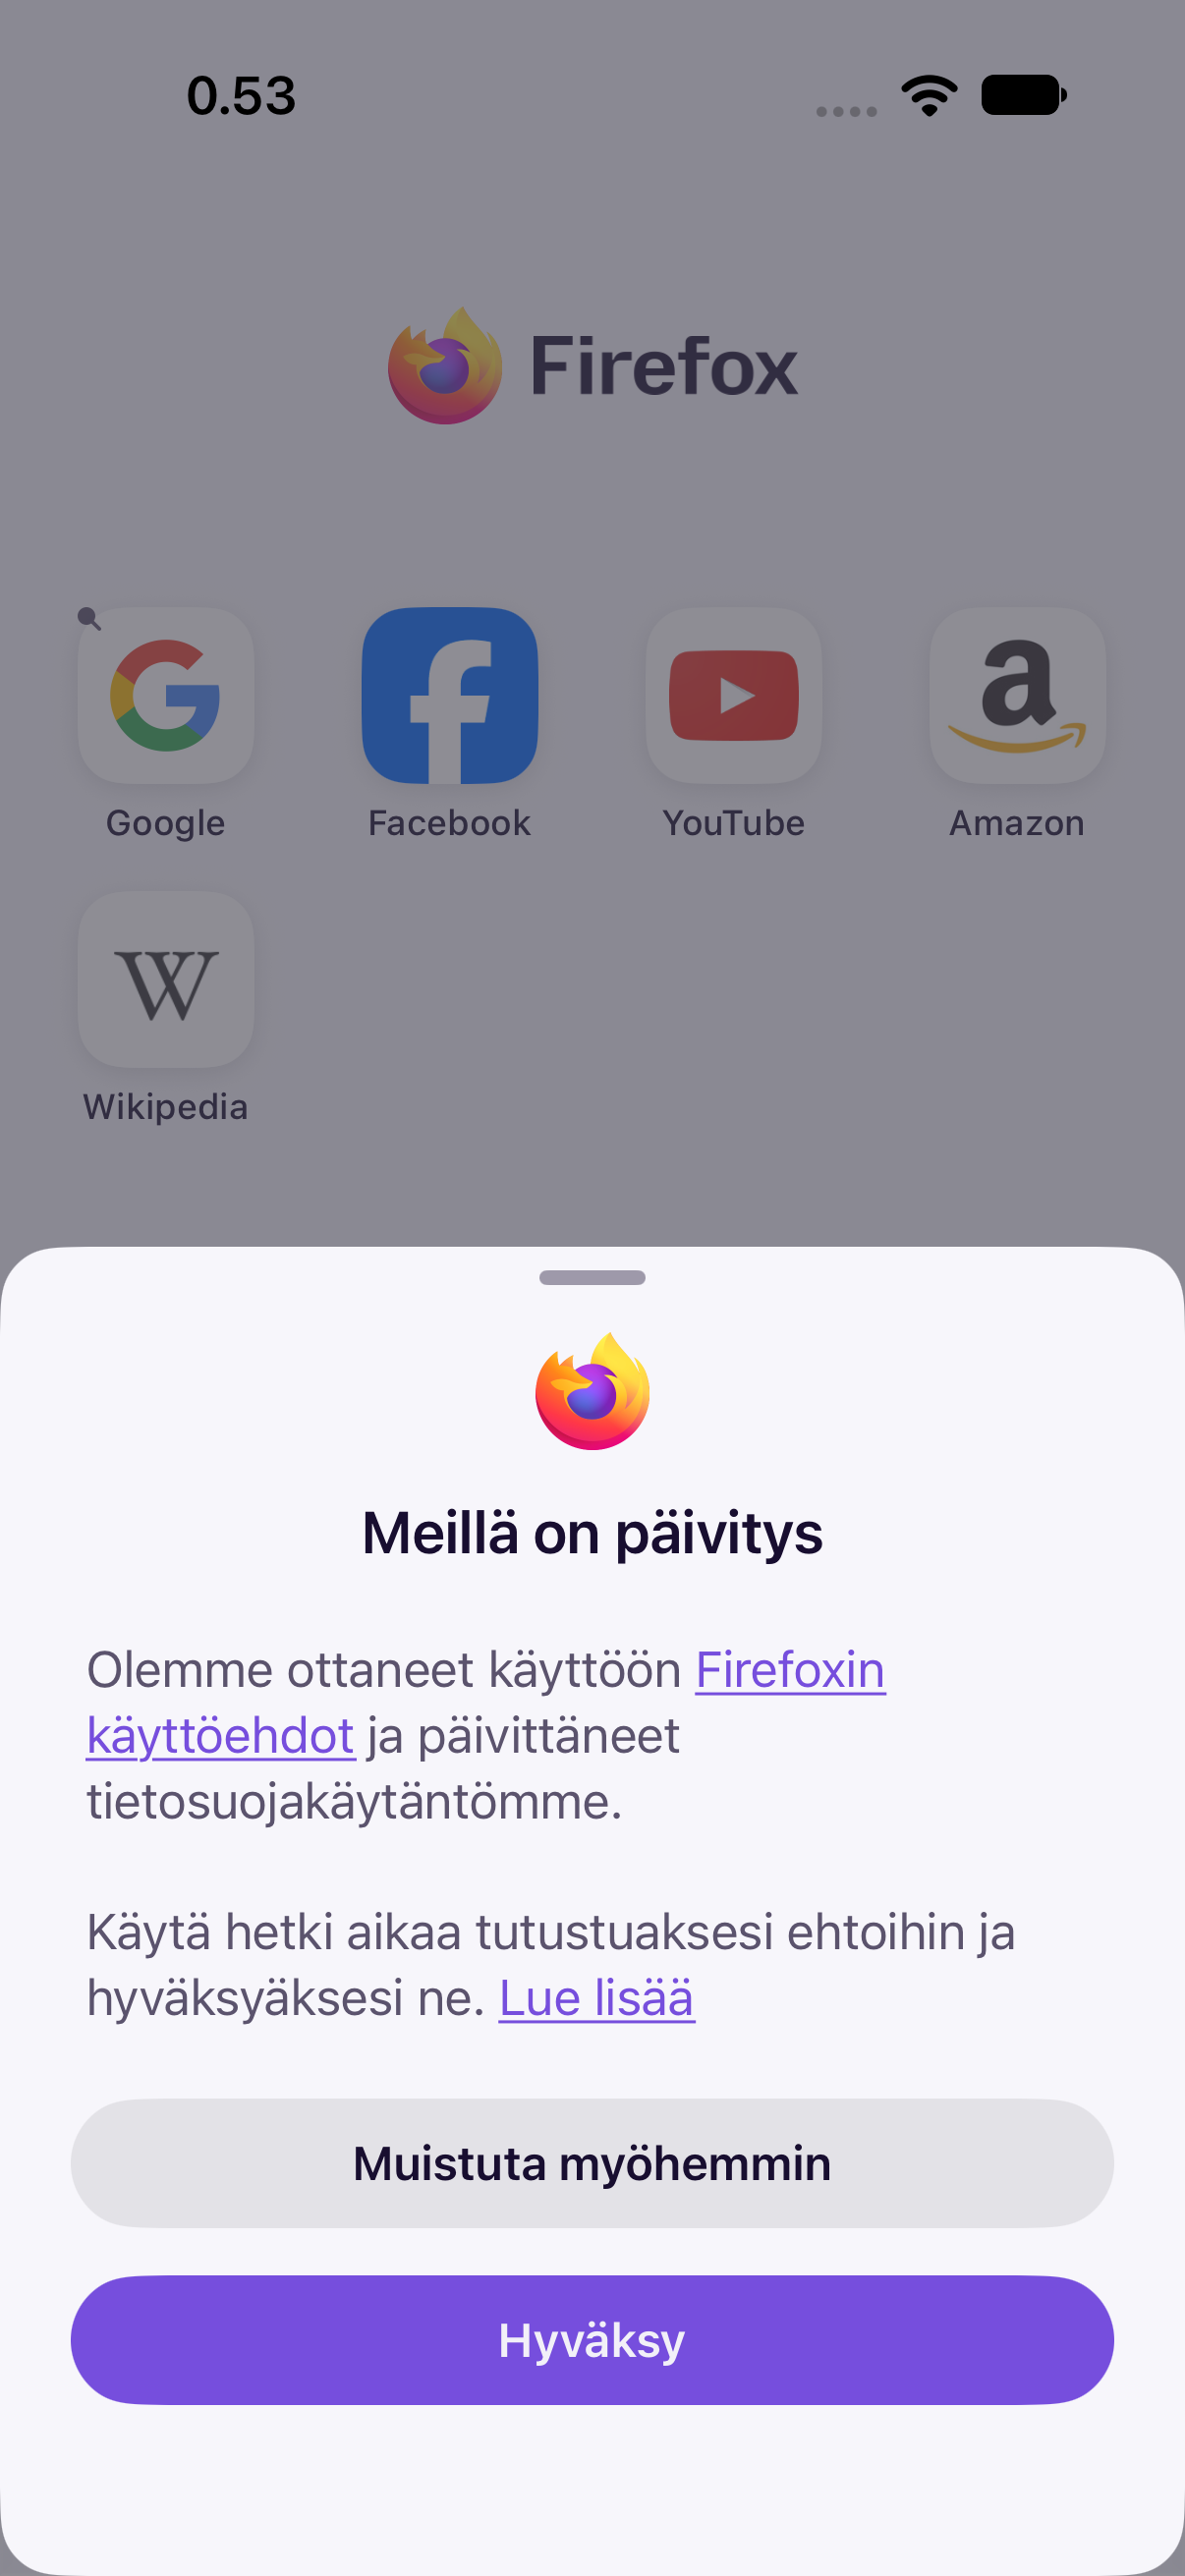 0.53
Firefox
Google
Facebook
YouTube
Amazon
Wikipedia
Meillä on päivitys
Olemme ottaneet käyttöön Firefoxin
käyttöehdot ja päivittäneet
tietosuojakäytäntömme.
Käytä hetki aikaa tutustuaksesi ehtoihin ja
hyväksyäksesi ne. Lue lisää
Muistuta myöhemmin
Hyväksy